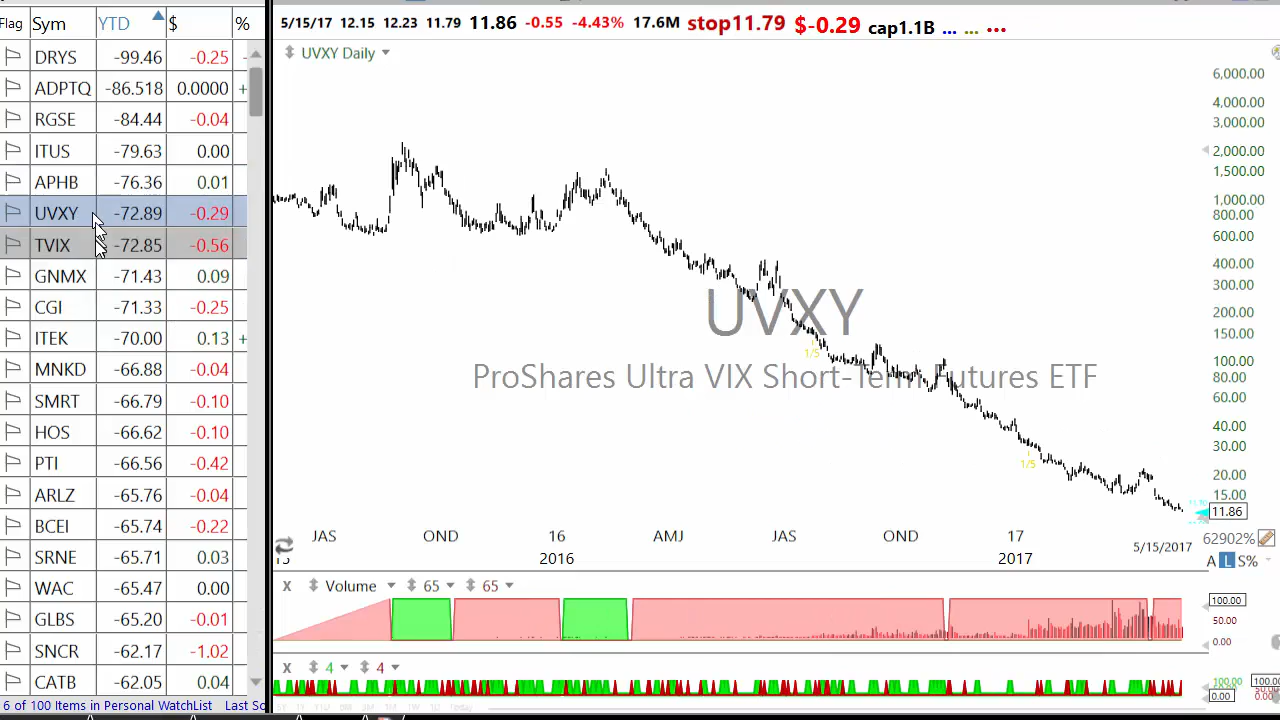 Flag Sym YTD $ %
DRYS -99.46 -0.25 -
ADPTQ -86.518 0.0000 +
RGSE -84.44 -0.04
ITUS -79.63 0.00
APHB -76.36 0.01
UVXY -72.89 -0.29
TVIX -72.85 -0.56
GNMX -71.43 0.09
CGI -71.33 -0.25
ITEK -70.00 0.13 +
MNKD -66.88 -0.04
SMRT -66.79 -0.10
HOS -66.62 -0.10
PTI -66.56 -0.42
ARLZ -65.76 -0.04
BCEI -65.74 -0.22
SRNE -65.71 0.03
WAC -65.47 0.00
GLBS -65.20 -0.01
SNCR -62.17 -1.02
CATB -62.05 0.04
6 of 100 Items in Personal WatchList Last So
5/15/17 12.15 12.23 11.79 11.86 -0.55 -4.43% 17.6M stop11.79 $-0.29 cap1.1B ... ... ...
UVXY Daily
6,000.00
4,000.00
3,000.00
2,000.00
1,500.00
1,000.00
800.00
600.00
400.00
300.00
200.00
150.00
100.00
80.00
60.00
40.00
30.00
20.00
15.00
11.86
UVXY
ProShares Ultra VIX Short-Term Futures ETF
1/5
1/5
JAS OND 16 AMJ JAS OND 17
2016 2017 5/15/2017
62902%
A L S%
X Volume 65 65
100.00
50.00
0.00
X 4 4
100.00 100.00
0.00